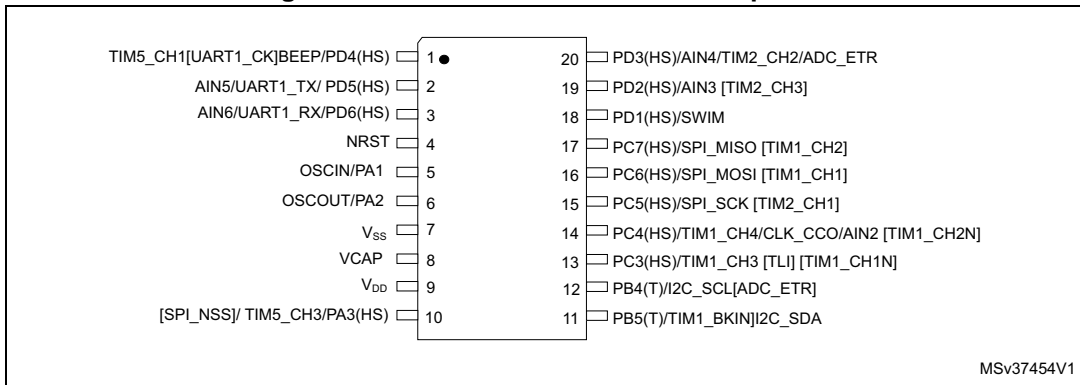 TIM5_CH1[UART1_CK]BEEP/PD4(HS) 1 20 PD3(HS)/AIN4/TIM2_CH2/ADC_ETR
AIN5/UART1_TX/ PD5(HS) 2 19 PD2(HS)/AIN3 [TIM2_CH3]
AIN6/UART1_RX/PD6(HS) 3 18 PD1(HS)/SWIM
NRST 4 17 PC7(HS)/SPI_MISO [TIM1_CH2]
OSCIN/PA1 5 16 PC6(HS)/SPI_MOSI [TIM1_CH1]
OSCOUT/PA2 6 15 PC5(HS)/SPI_SCK [TIM2_CH1]
VSS 7 14 PC4(HS)/TIM1_CH4/CLK_CCO/AIN2 [TIM1_CH2N]
VCAP 8 13 PC3(HS)/TIM1_CH3 [TLI] [TIM1_CH1N]
VDD 9 12 PB4(T)/I2C_SCL[ADC_ETR]
[SPI_NSS]/ TIM5_CH3/PA3(HS) 10 11 PB5(T)/TIM1_BKIN]I2C_SDA
MSv37454V1